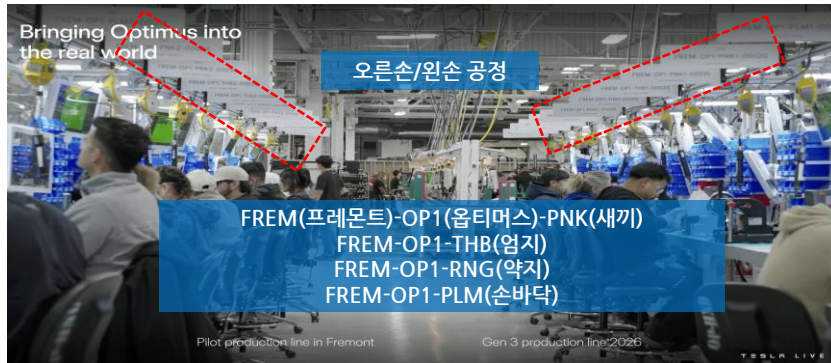 Bringing Optimus into
the real world
오른손/왼손 공정
FREM(프레몬트)-OP1(옵티머스)-PNK(새끼)
FREM-OP1-THB(엄지)
FREM-OP1-RNG(약지)
FREM-OP1-PLM(손바닥)
Pilot production line in Fremont
Gen 3 production line 2026
TESLA LIVE